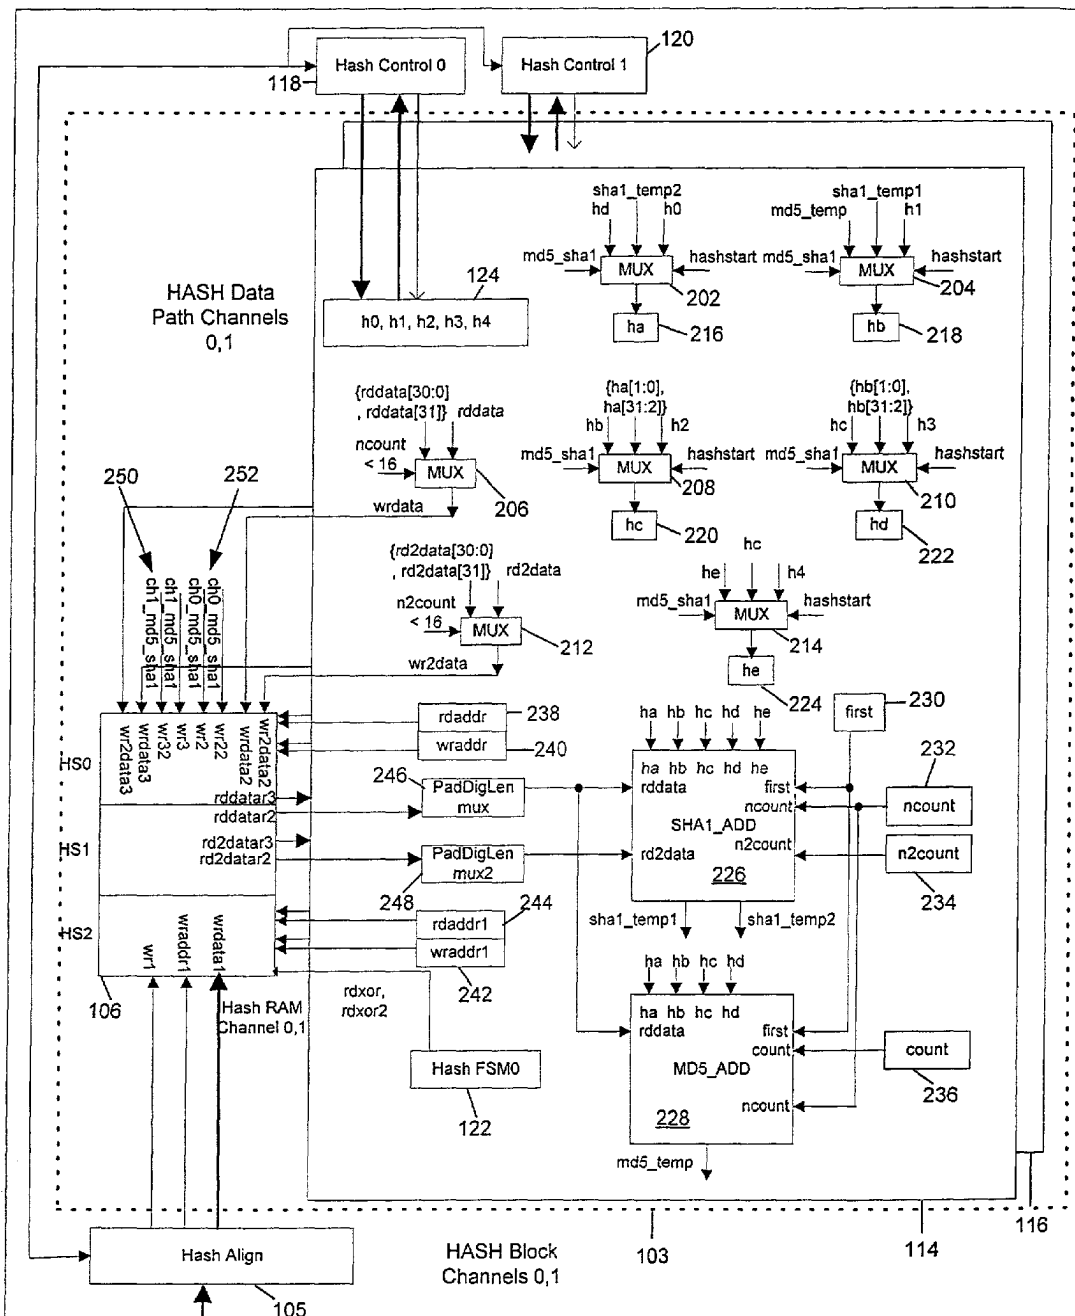 120
Hash Control 0
Hash Control 1
118
sha1_temp2
hd
h0
md5_sha1
MUX
hashstart
202
ha
216
sha1_temp1
md5_temp
h1
md5_sha1
MUX
hashstart
204
hb
218
HASH Data
Path Channels
0,1
124
h0, h1, h2, h3, h4
{rddata[30:0]
, rddata[31]}
rddata
ncount
< 16
MUX
206
wrdata
{ha[1:0],
ha[31:2]}
hb
h2
md5_sha1
MUX
hashstart
208
hc
220
{hb[1:0],
hb[31:2]}
hc
h3
md5_sha1
MUX
hashstart
210
hd
222
250
252
ch1_md5_sha1
ch1_md5_sha1
ch0_md5_sha1
ch0_md5_sha1
{rd2data[30:0]
, rd2data[31]}
rd2data
n2count
< 16
MUX
212
wr2data
hc
he
h4
md5_sha1
MUX
hashstart
214
he
224
HS0
wr2data3
wrdata3
wr32
wr3
wr2
wr22
wrdata2
wr2data2
rddatar3
rddatar2
HS1
rd2datar3
rd2datar2
HS2
wr1
wraddr1
wrdata1
106
Hash RAM
Channel 0,1
rdaddr
238
wraddr
240
246
PadDigLen
mux
PadDigLen
mux2
248
244
rdaddr1
wraddr1
242
rdxor,
rdxor2
Hash FSM0
122
230
first
232
ha hb hc hd he
ha hb hc hd he
rddata
first
ncount
ncount
SHA1_ADD
n2count
n2count
rd2data
226
234
sha1_temp1
sha1_temp2
ha hb hc hd
ha hb hc hd
rddata
first
count
count
MD5_ADD
236
ncount
228
md5_temp
116
103
114
Hash Align
105
HASH Block
Channels 0,1